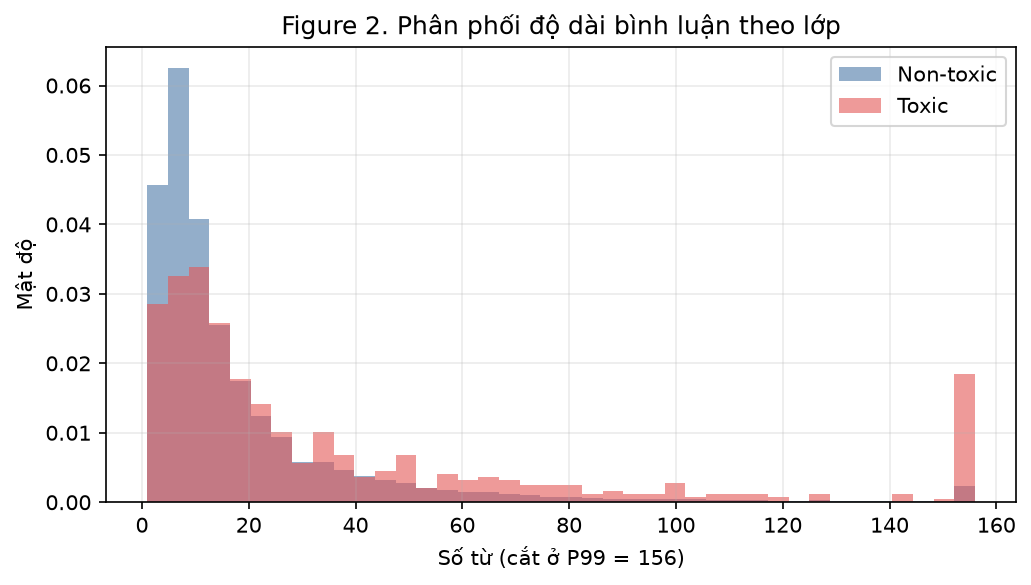 Figure 2. Phân phối độ dài bình luận theo lớp
Non-toxic
Toxic
Mật độ
0.06
0.05
0.04
0.03
0.02
0.01
0.00
0 20 40 60 80 100 120 140 160
Số từ (cắt ở P99 = 156)